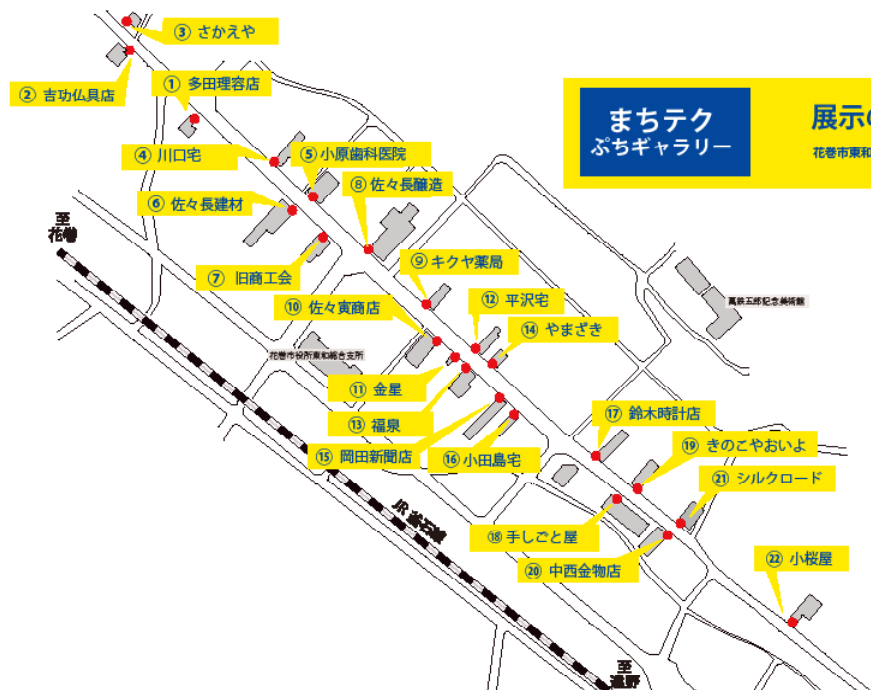 ③ さかえや
② 吉功仏具店
① 多田理容店
④ 川口宅
⑤ 小原歯科医院
⑥ 佐々長建材
⑧ 佐々長醸造
⑦ 旧商工会
⑨ キクヤ薬局
⑩ 佐々寅商店
⑫ 平沢宅
⑭ やまざき
⑪ 金星
⑬ 福泉
⑮ 岡田新聞店
⑯ 小田島宅
⑰ 鈴木時計店
⑲ きのこやおいよ
㉑ シルクロード
⑱ 手しごと屋
⑳ 中西金物店
㉒ 小桜屋
まちテク
ぷちギャラリー
展示の
花巻市東和
至
花巻
花巻市役所東和総合支所
萬鉄五郎記念美術館
JR 釜石線
至
遠野